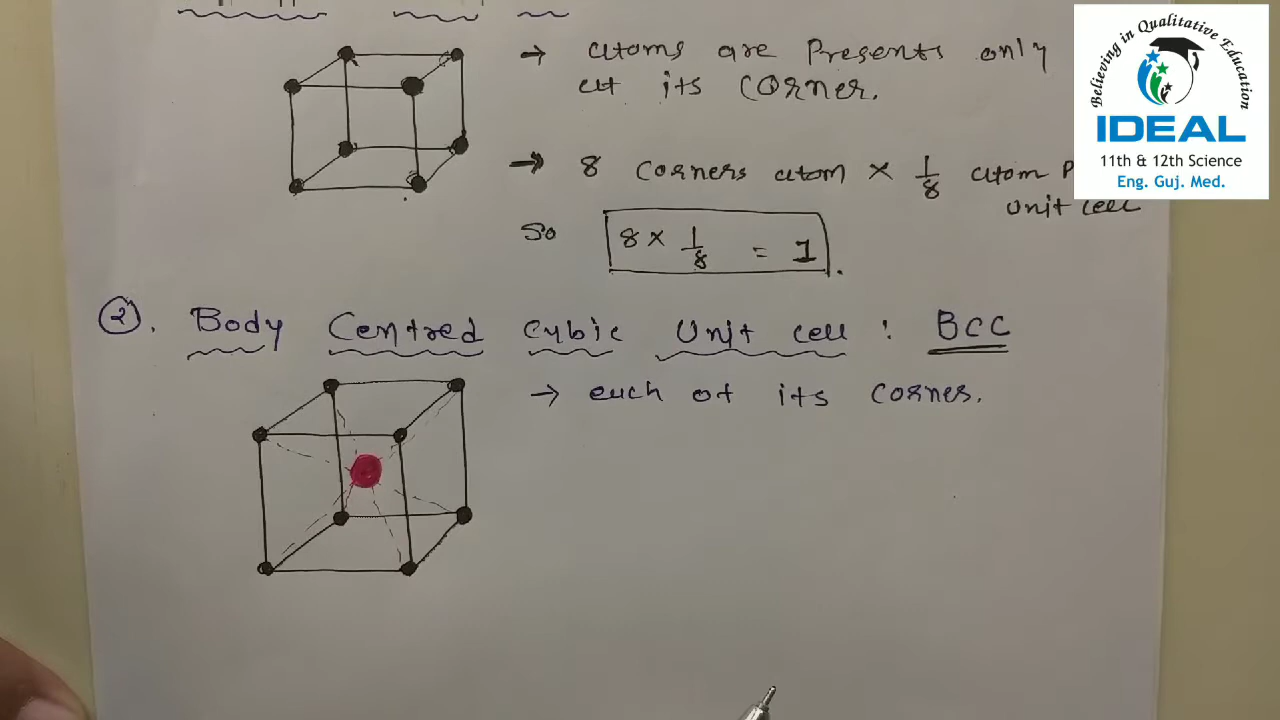 → atoms are Presents only
at its corner.
→ 8 corners atom × 1/8 atom P
unit cell
So 8 × 1/8 = 1.
②. Body Centred Cybic Unit cell : BCC
→ each of its corner.
Believing in Qualitative Education
IDEAL
11th & 12th Science
Eng. Guj. Med.